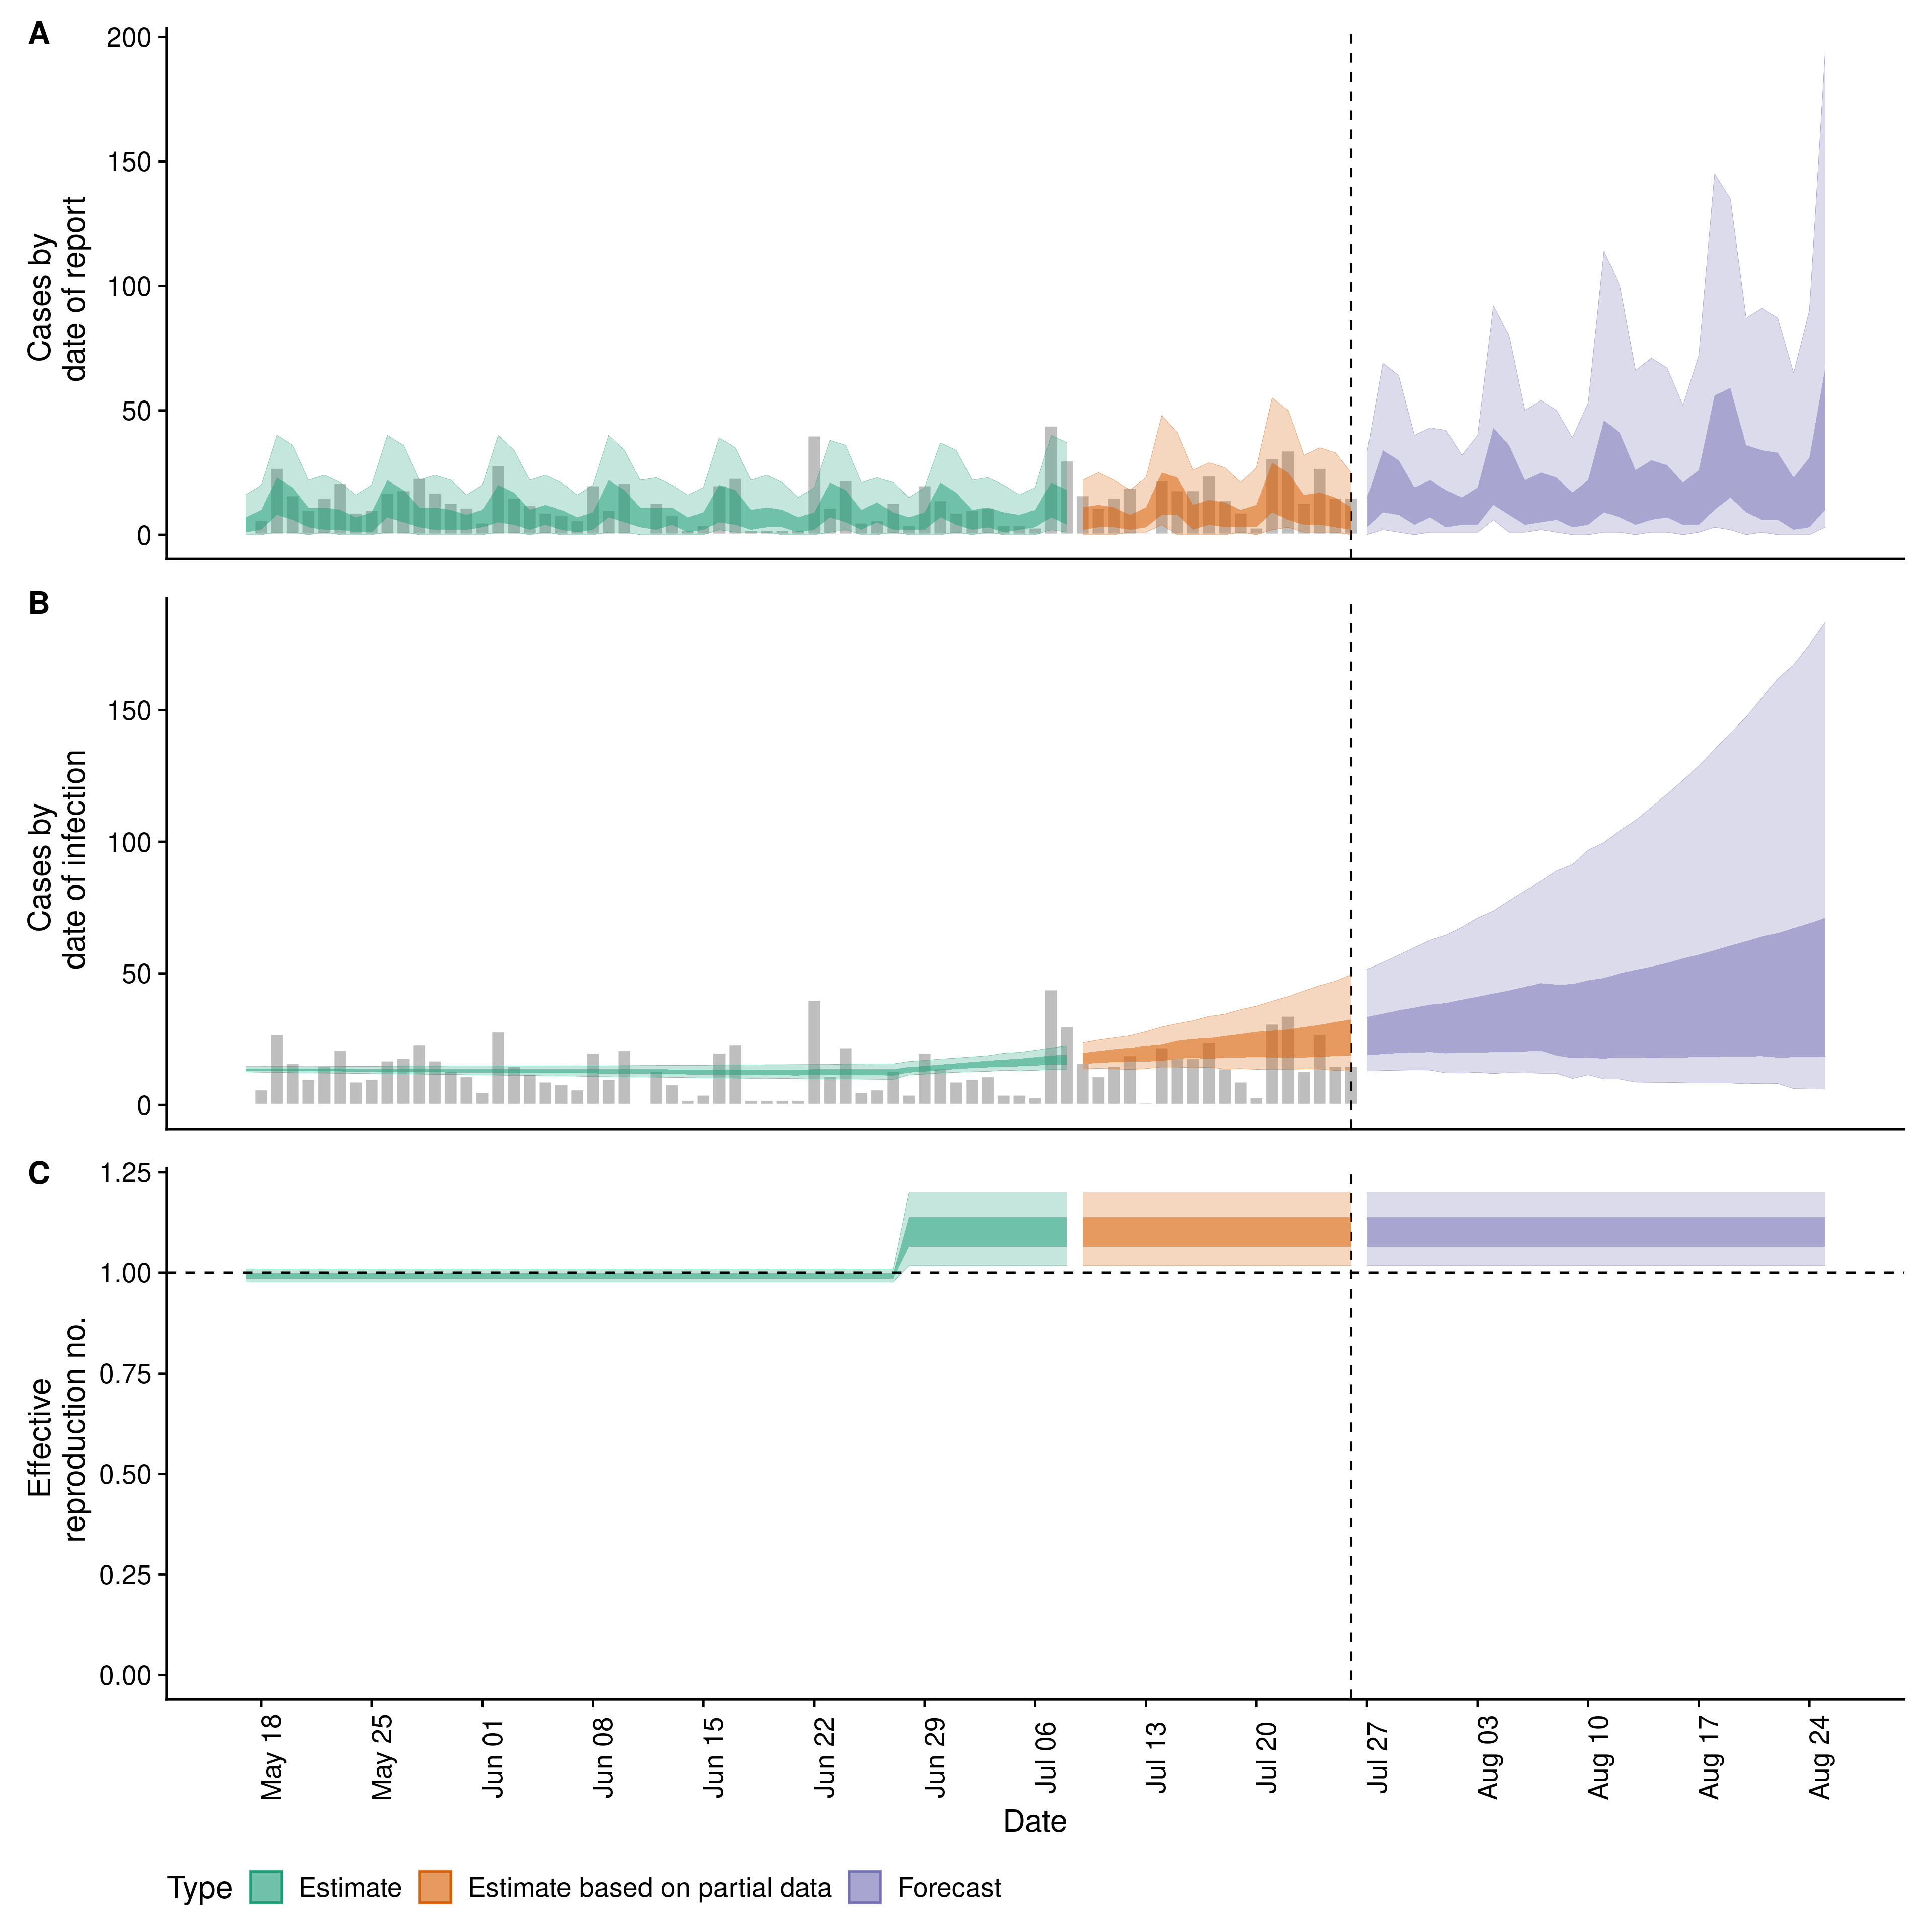 A
200
150
100
50
0
Cases by
date of report
B
150
100
50
0
Cases by
date of infection
C
1.25
1.00
0.75
0.50
0.25
0.00
Effective
reproduction no.
May 18
May 25
Jun 01
Jun 08
Jun 15
Jun 22
Jun 29
Jul 06
Jul 13
Jul 20
Jul 27
Aug 03
Aug 10
Aug 17
Aug 24
Date
Type Estimate Estimate based on partial data Forecast